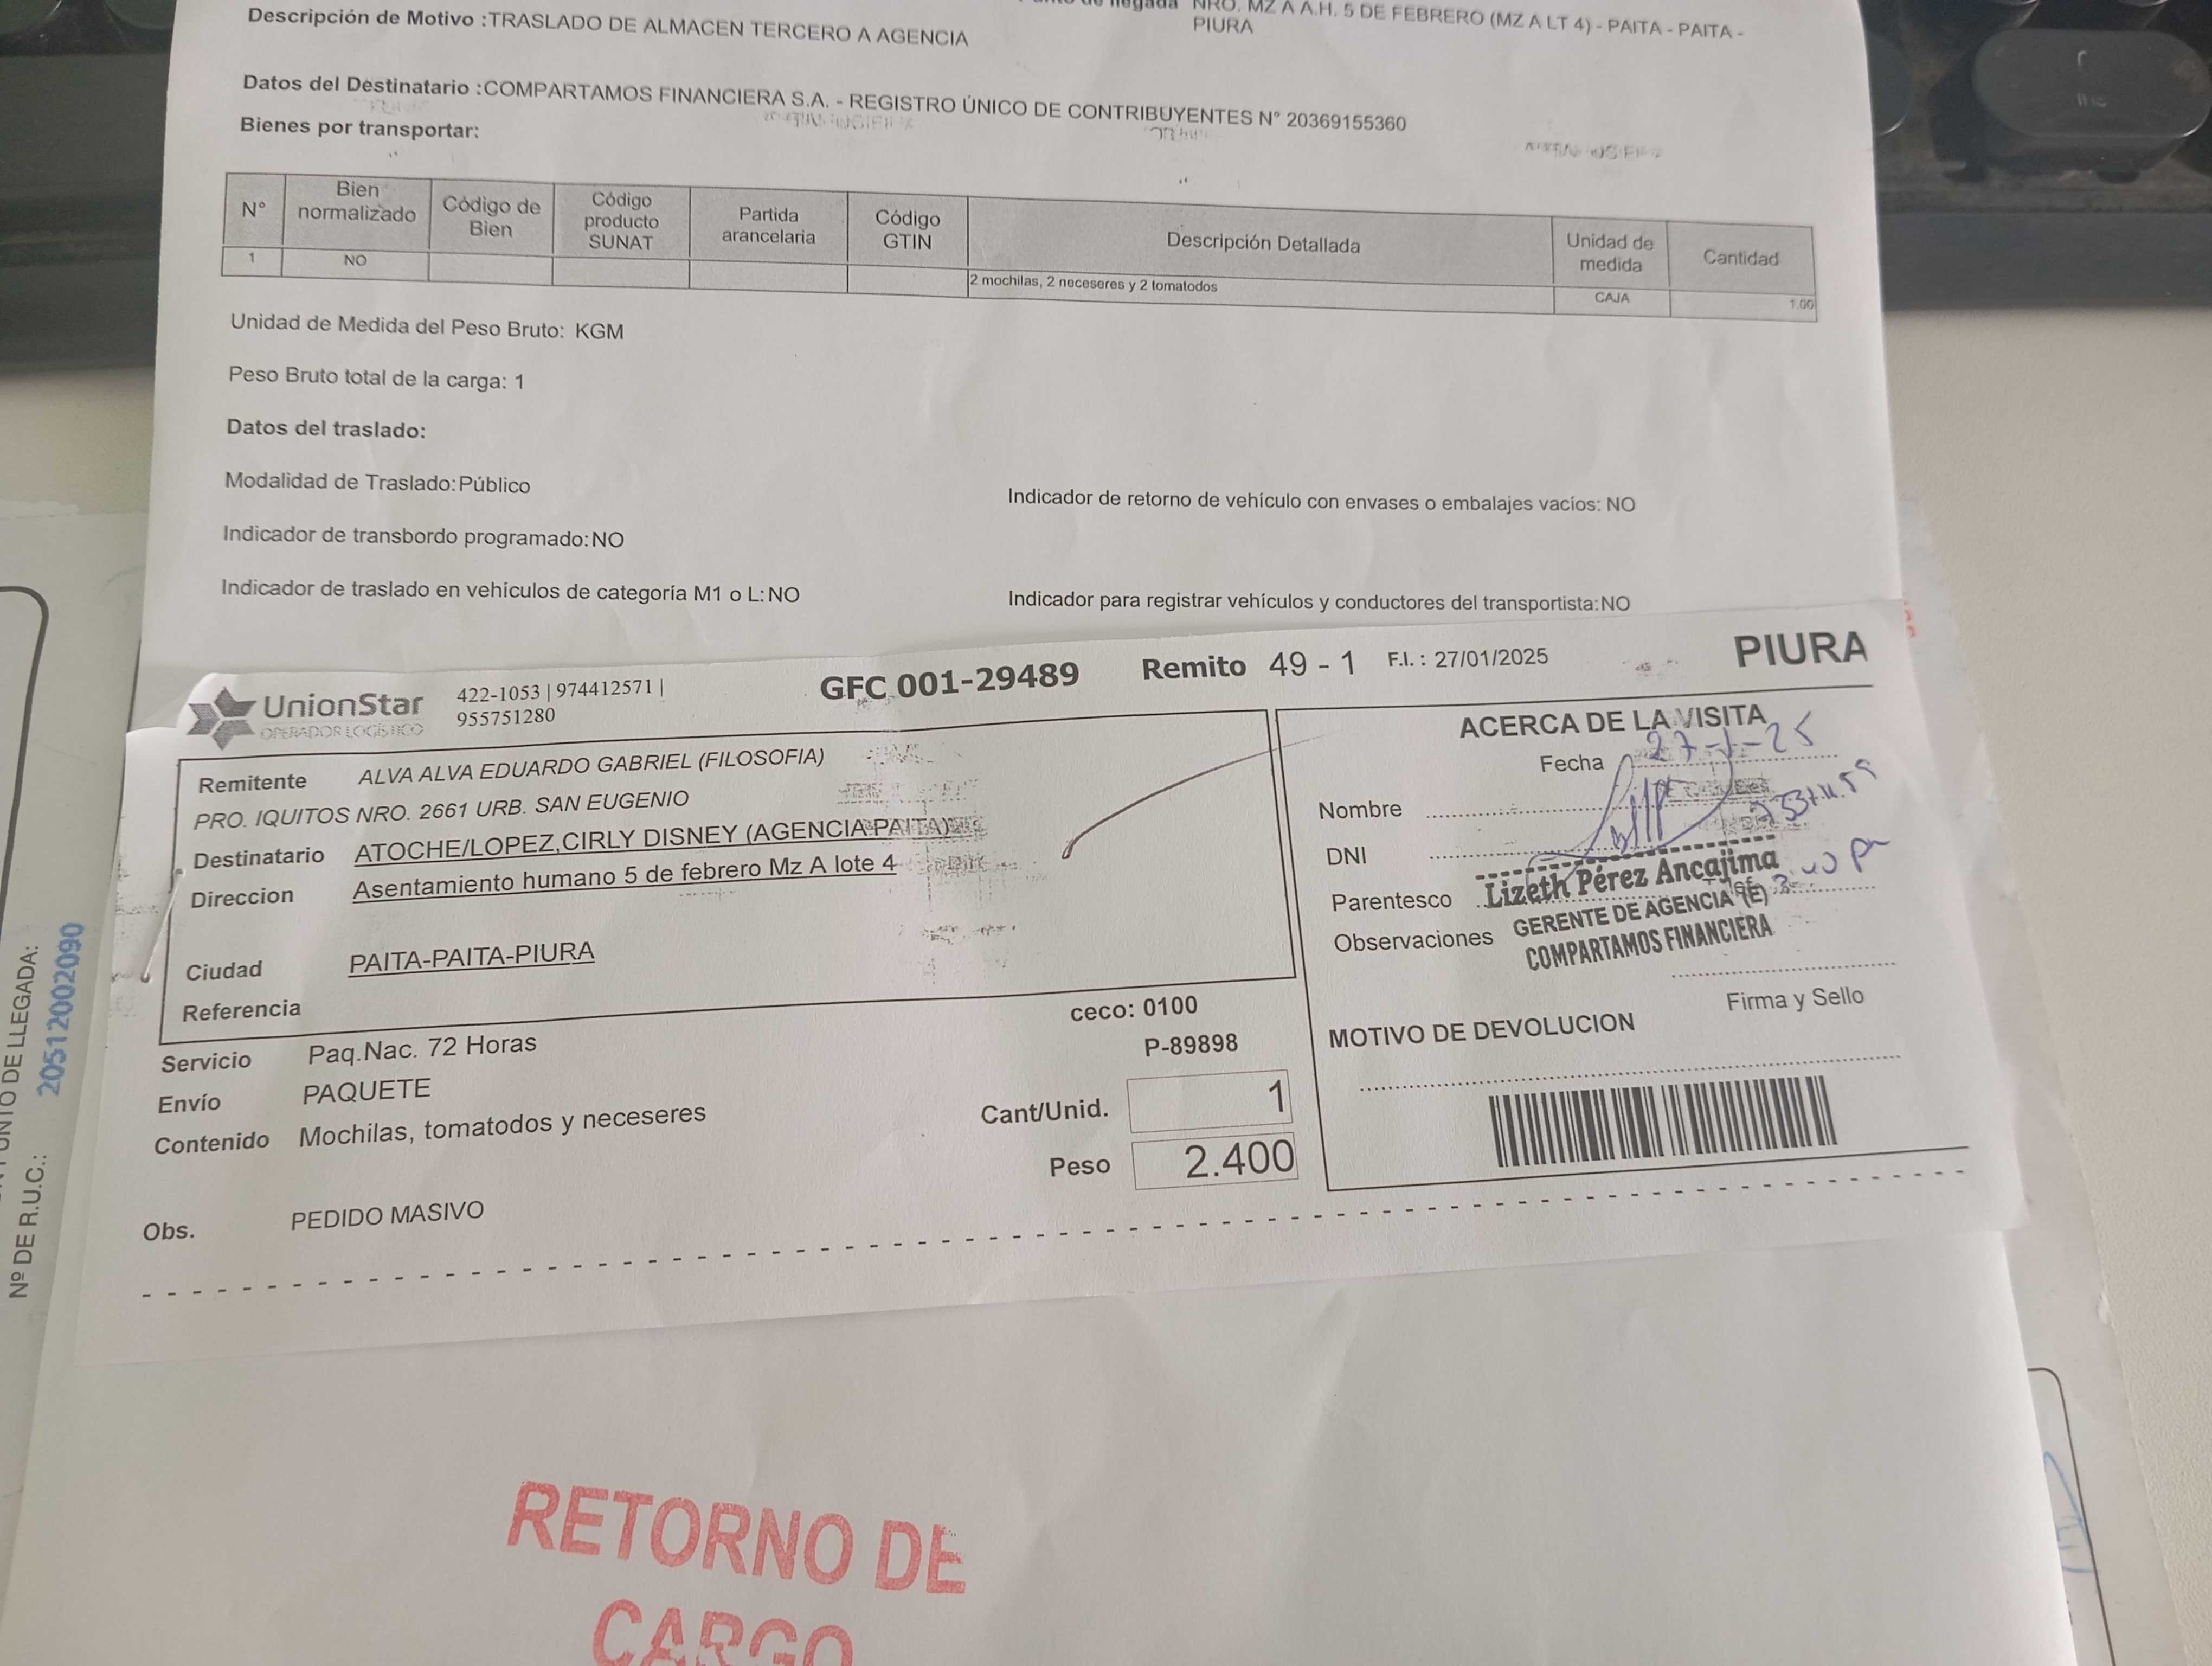 Descripción de Motivo :TRASLADO DE ALMACEN TERCERO A AGENCIA
NRO. MZ A A.H. 5 DE FEBRERO (MZ A LT 4) - PAITA - PAITA -
PIURA
Datos del Destinatario :COMPARTAMOS FINANCIERA S.A. - REGISTRO ÚNICO DE CONTRIBUYENTES N° 20369155360
Bienes por transportar:
N° Bien normalizado Código de Bien Código producto SUNAT Partida arancelaria Código GTIN Descripción Detallada Unidad de medida Cantidad
1 NO 2 mochilas, 2 neceseres y 2 tomatodos CAJA 1.00
Unidad de Medida del Peso Bruto: KGM
Peso Bruto total de la carga: 1
Datos del traslado:
Modalidad de Traslado:Público
Indicador de retorno de vehículo con envases o embalajes vacíos: NO
Indicador de transbordo programado:NO
Indicador de traslado en vehículos de categoría M1 o L:NO
Indicador para registrar vehículos y conductores del transportista:NO
UnionStar
OPERADOR LOGÍSTICO
422-1053 | 974412571 |
955751280
GFC 001-29489
Remito 49 - 1
F.I. : 27/01/2025
PIURA
Remitente ALVA ALVA EDUARDO GABRIEL (FILOSOFIA)
PRO. IQUITOS NRO. 2661 URB. SAN EUGENIO
Destinatario ATOCHE/LOPEZ,CIRLY DISNEY (AGENCIA PAITA)
Direccion Asentamiento humano 5 de febrero Mz A lote 4
Ciudad PAITA-PAITA-PIURA
Referencia
Servicio Paq.Nac. 72 Horas
Envío PAQUETE
Contenido Mochilas, tomatodos y neceseres
ceco: 0100
P-89898
Cant/Unid. 1
Peso 2.400
Obs. PEDIDO MASIVO
ACERCA DE LA VISITA
Fecha 27-1-25
Nombre
DNI
Parentesco
Observaciones
Lizeth Pérez Ancajima
GERENTE DE AGENCIA (E)
COMPARTAMOS FINANCIERA
Firma y Sello
MOTIVO DE DEVOLUCION
RETORNO DE
CARGO
DE LLEGADA:
Nº DE R.U.C.: 20512002090